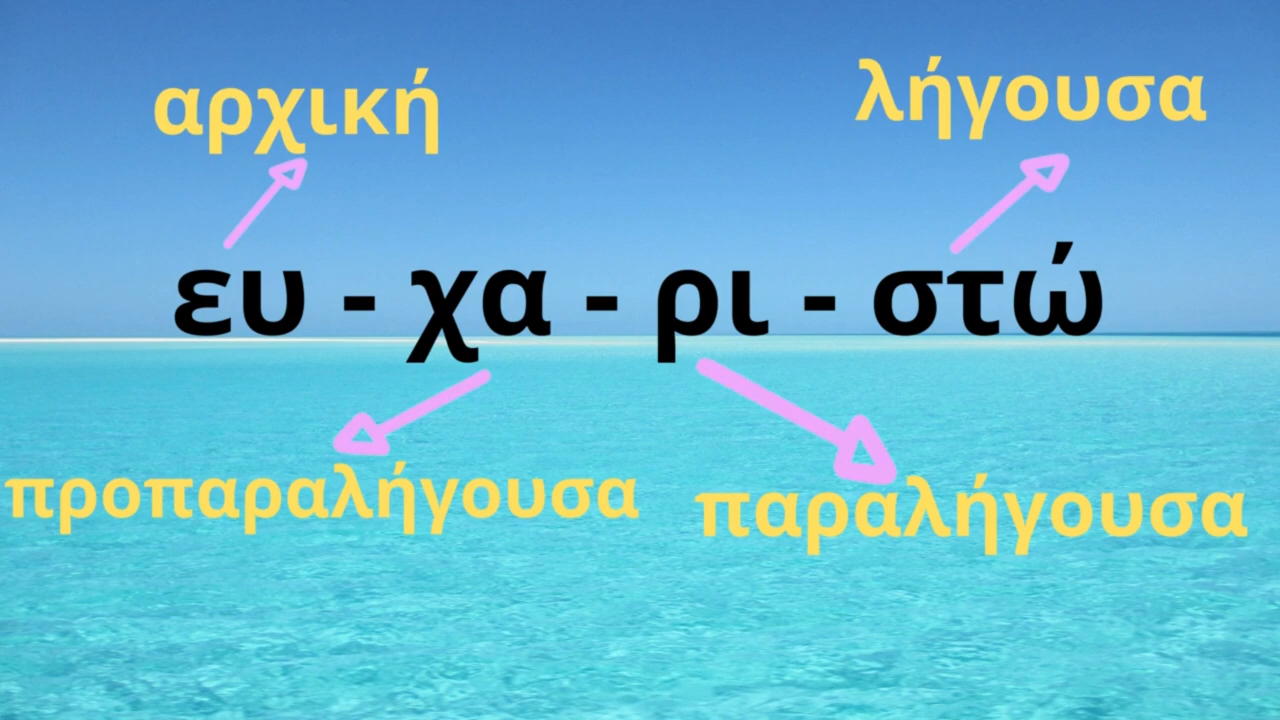 αρχική
λήγουσα
ευ - χα - ρι - στώ
προπαραλήγουσα
παραλήγουσα